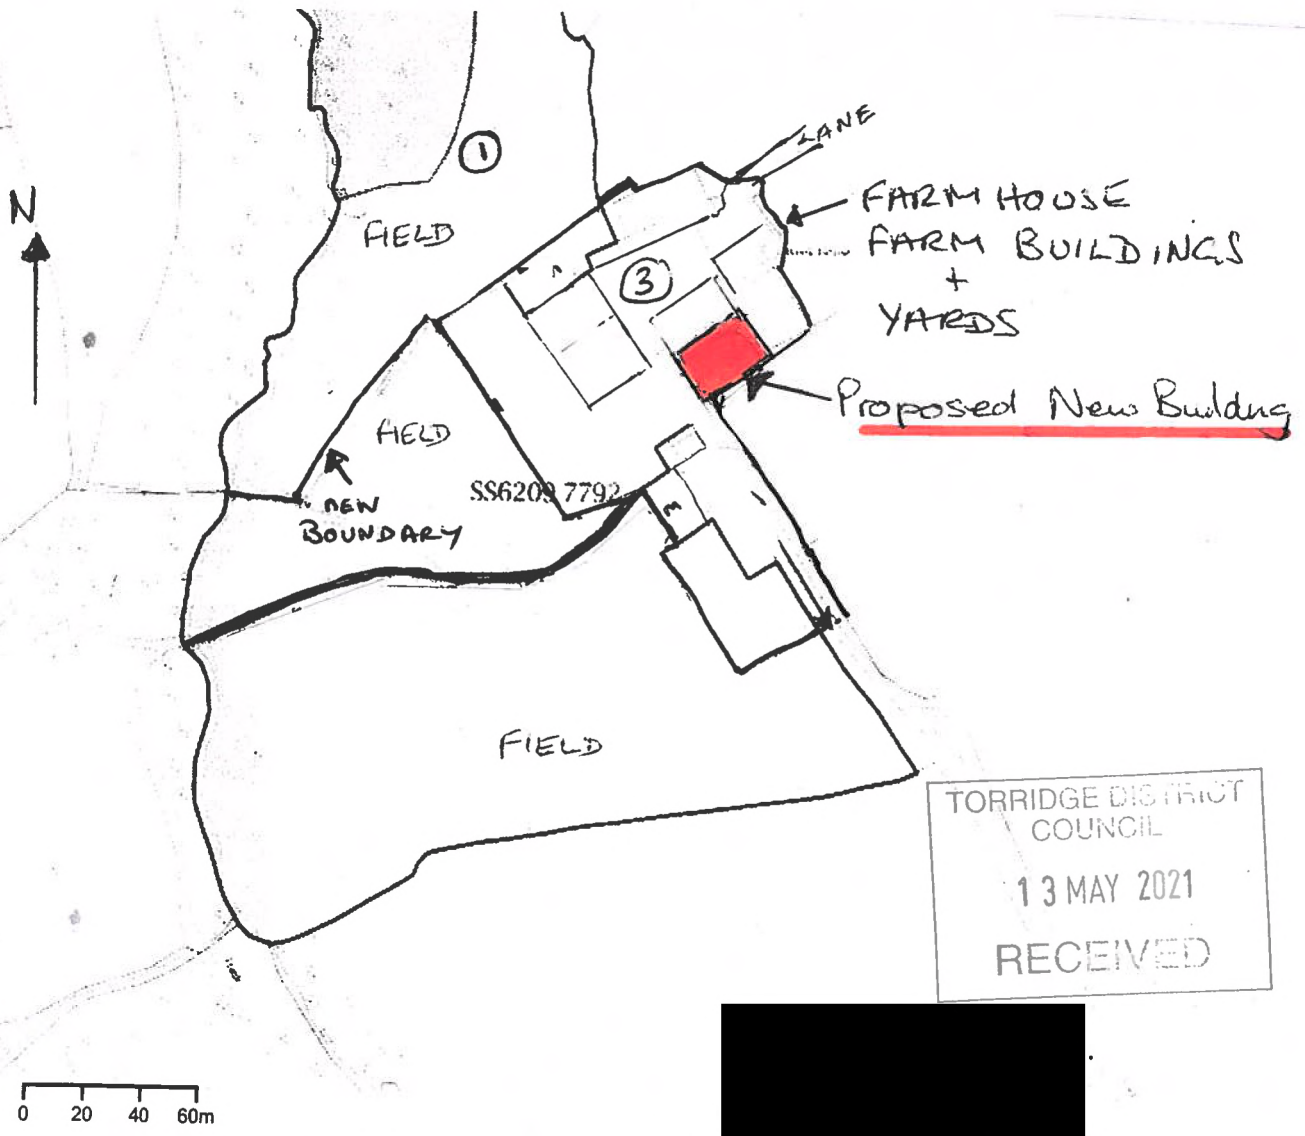 LANE
1
N
FARM HOUSE
FIELD
FARM BUILDINGS
3
+
YARDS
Proposed New Building
FIELD
SS6209 7792
NEW
BOUNDARY
FIELD
TORRIDGE DISTRICT
COUNCIL
13 MAY 2021
RECEIVED
0 20 40 60m